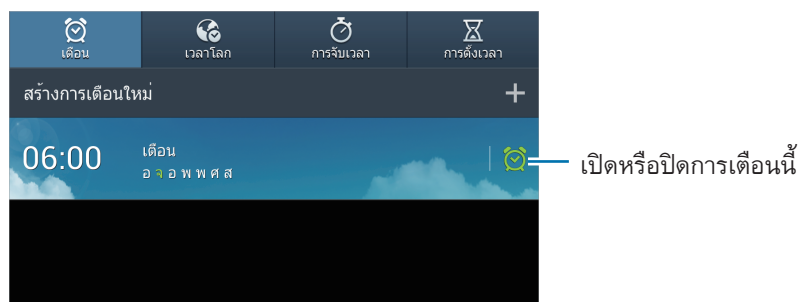 เตือน
เวลาโลก
การจับเวลา
การตั้งเวลา
สร้างการเตือนใหม่
06:00
เตือน
อ จ อ พ พ ศ ส
เปิดหรือปิดการเตือนนี้